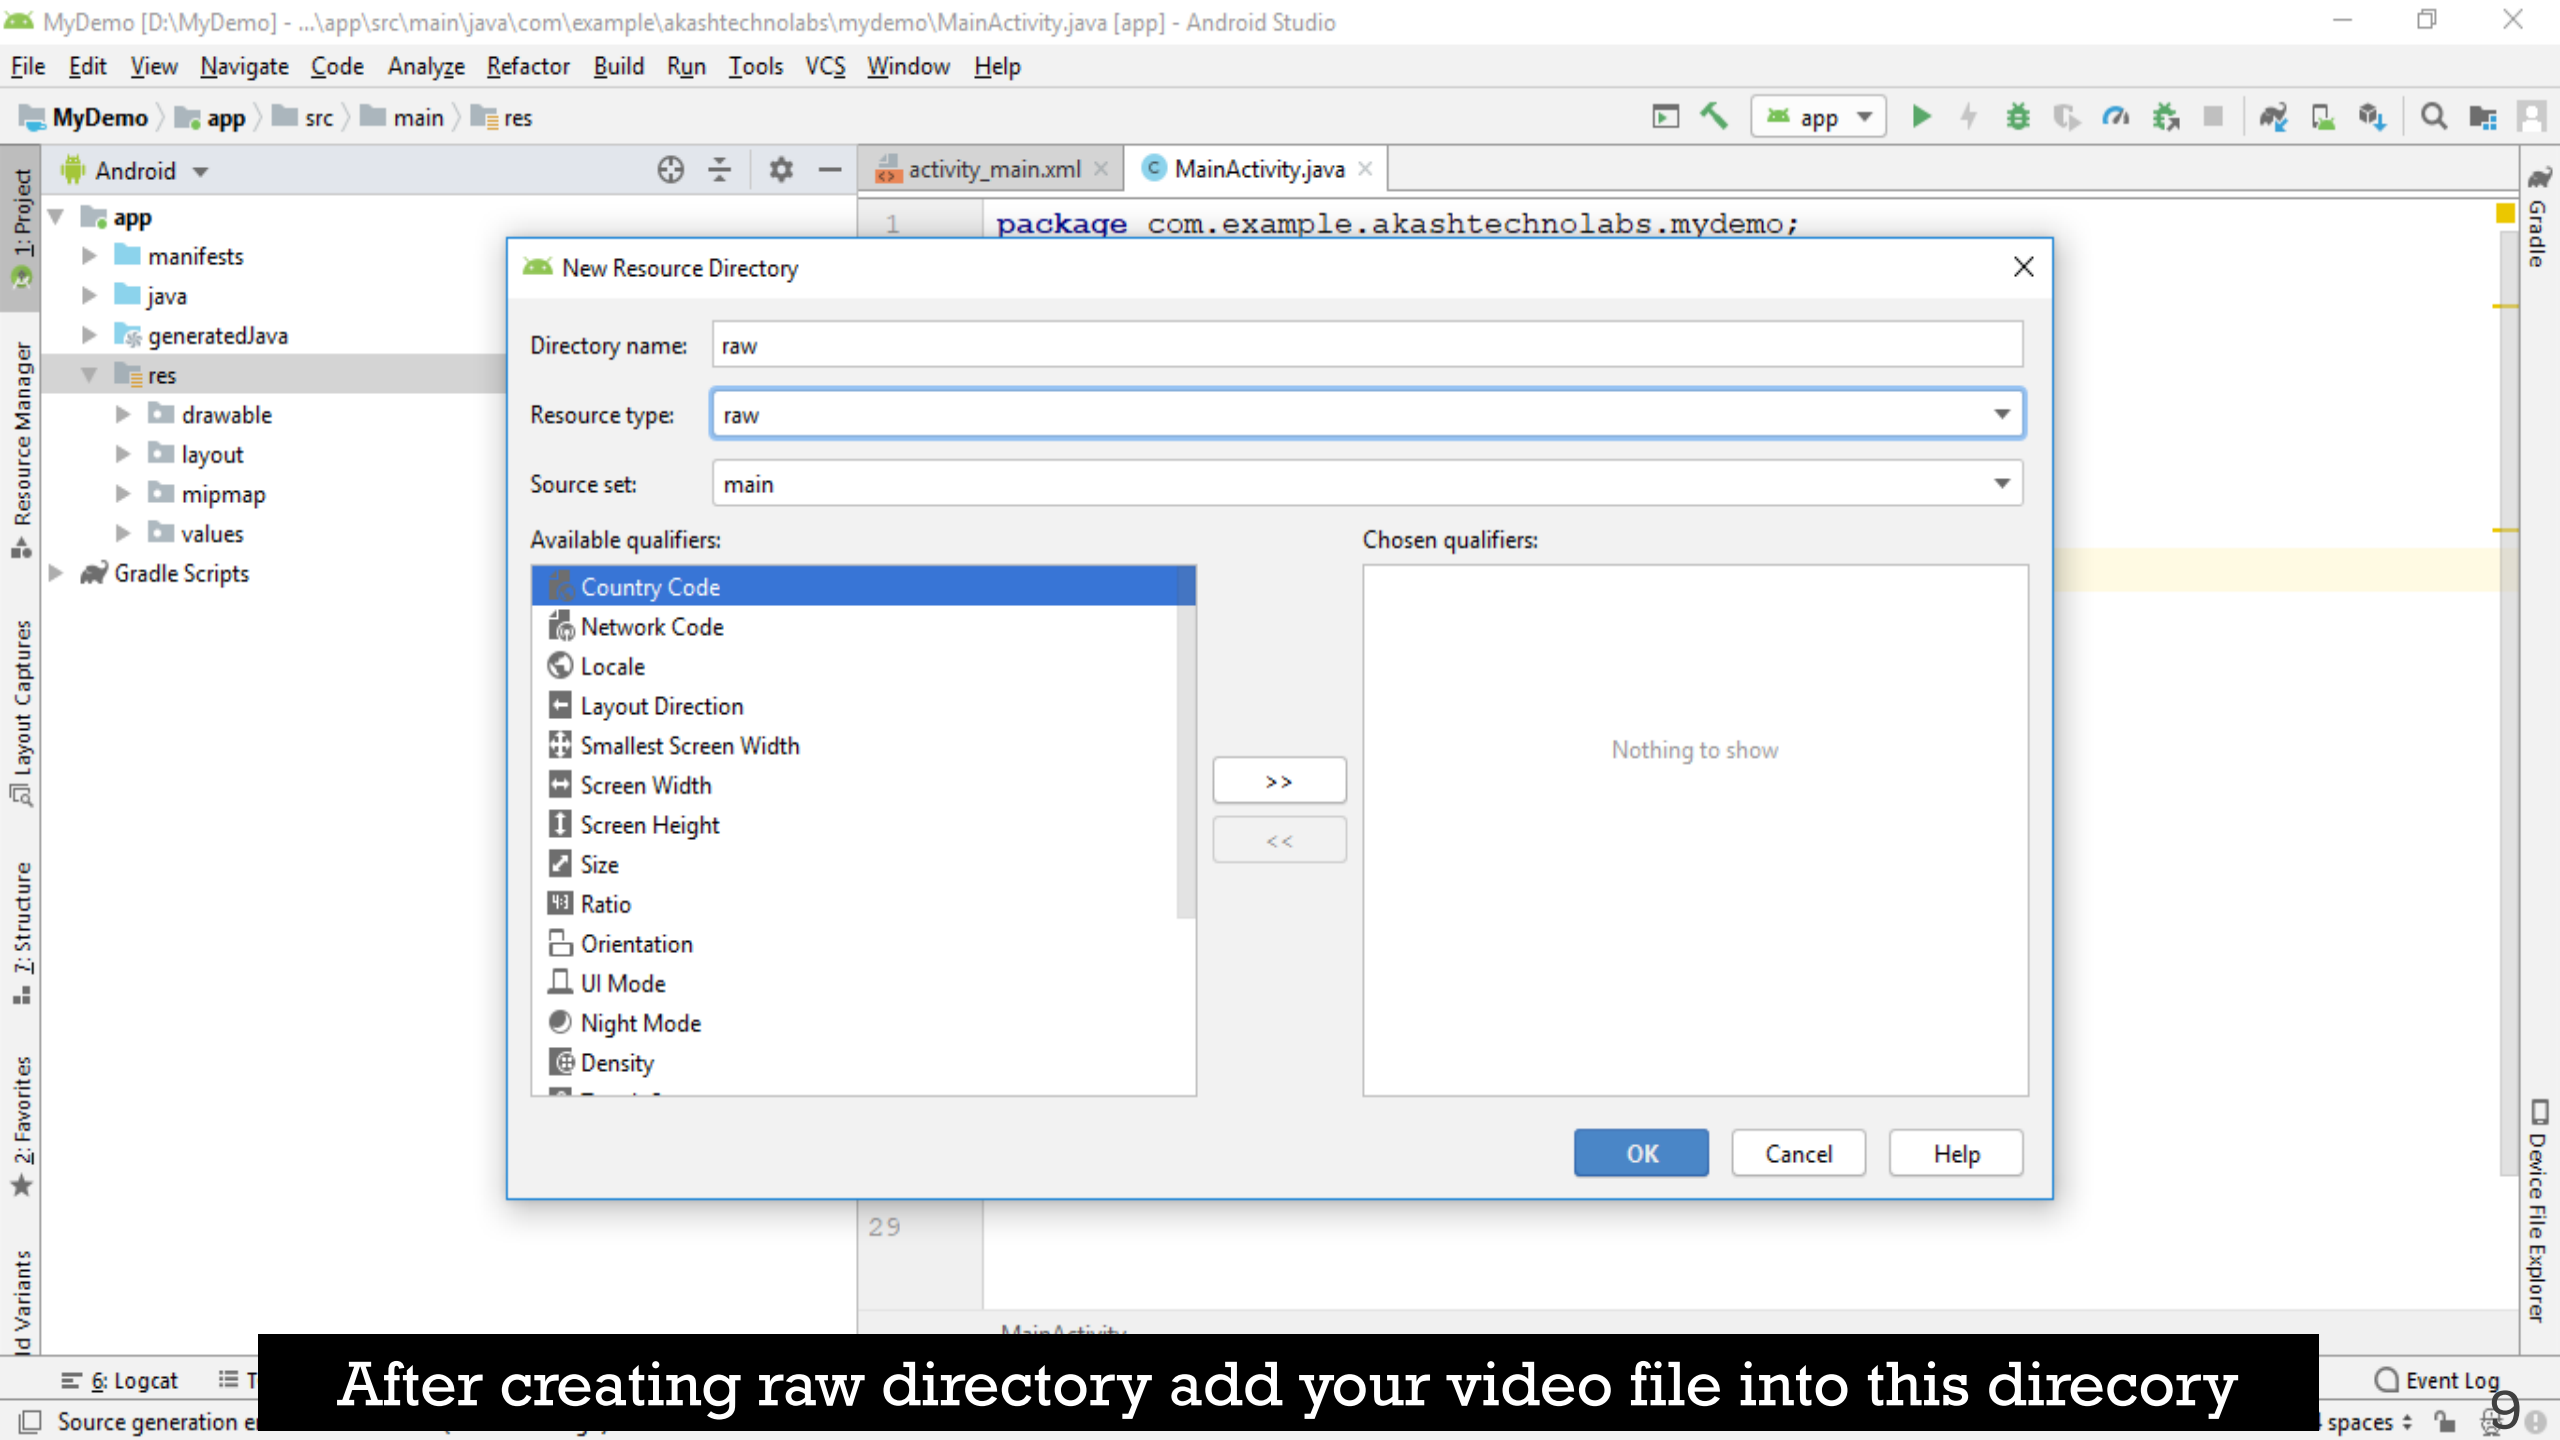 MyDemo [D:\MyDemo] - ...\app\src\main\java\com\example\akashtechnolabs\mydemo\MainActivity.java [app] - Android Studio
File Edit View Navigate Code Analyze Refactor Build Run Tools VCS Window Help
MyDemo app src main res
app
1: Project
Resource Manager
Layout Captures
7: Structure
2: Favorites
Android
app
manifests
java
generatedJava
res
drawable
layout
mipmap
values
Gradle Scripts
activity_main.xml
MainActivity.java
1 package com.example.akashtechnolabs.mydemo;
New Resource Directory
Directory name: raw
Resource type: raw
Source set: main
Available qualifiers:
Chosen qualifiers:
Country Code
Network Code
Locale
Layout Direction
Smallest Screen Width
Screen Width
Screen Height
Size
Ratio
Orientation
UI Mode
Night Mode
Density
>>
<<
Nothing to show
OK Cancel Help
29
MainActivity
Gradle
Device File Explorer
Variants
6: Logcat
After creating raw directory add your video file into this direcory
Event Log
Source generation
spaces
9